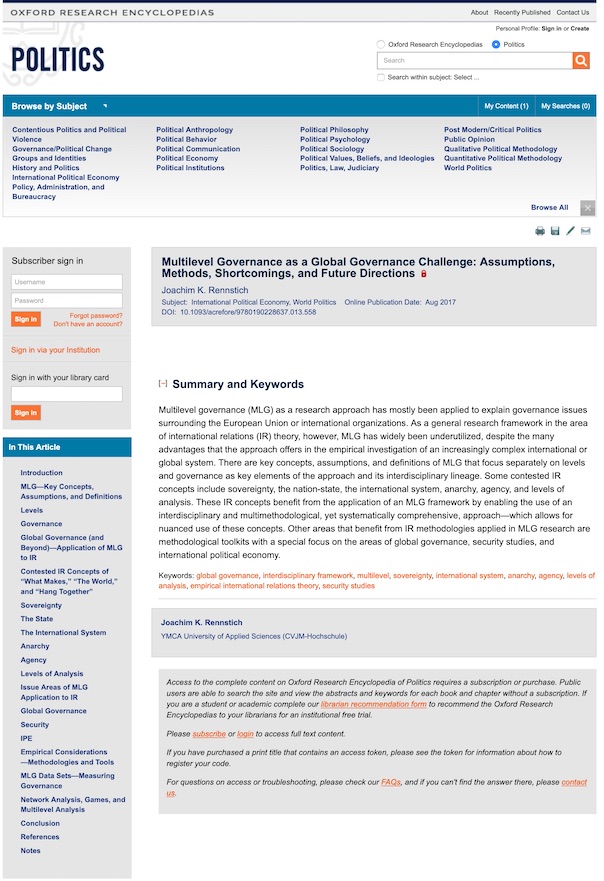 OXFORD RESEARCH ENCYCLOPEDIAS
About Recently Published Contact Us
Personal Profile: Sign in or Create
POLITICS
Oxford Research Encyclopedias Politics
Search
Search within subject: Select ...
Browse by Subject
My Content (1) My Searches (0)
Contentious Politics and Political
Violence
Governance/Political Change
Groups and Identities
History and Politics
International Political Economy
Policy, Administration, and
Bureaucracy
Political Anthropology
Political Behavior
Political Communication
Political Economy
Political Institutions
Political Philosophy
Political Psychology
Political Sociology
Political Values, Beliefs, and Ideologies
Politics, Law, Judiciary
Post Modern/Critical Politics
Public Opinion
Qualitative Political Methodology
Quantitative Political Methodology
World Politics
Browse All
Subscriber sign in
Username
Password
Sign in
Forgot password?
Don't have an account?
Sign in via your Institution
Sign in with your library card
Sign in
In This Article
Introduction
MLG—Key Concepts,
Assumptions, and Definitions
Levels
Governance
Global Governance (and
Beyond)—Application of MLG
to IR
Contested IR Concepts of
“What Makes,” “The World,”
and “Hang Together”
Sovereignty
The State
The International System
Anarchy
Agency
Levels of Analysis
Issue Areas of MLG
Application to IR
Global Governance
Security
IPE
Empirical Considerations
—Methodologies and Tools
MLG Data Sets—Measuring
Governance
Network Analysis, Games, and
Multilevel Analysis
Conclusion
References
Notes
Multilevel Governance as a Global Governance Challenge: Assumptions,
Methods, Shortcomings, and Future Directions
Joachim K. Rennstich
Subject: International Political Economy, World Politics Online Publication Date: Aug 2017
DOI: 10.1093/acrefore/9780190228637.013.558
[–] Summary and Keywords
Multilevel governance (MLG) as a research approach has mostly been applied to explain governance issues
surrounding the European Union or international organizations. As a general research framework in the area
of international relations (IR) theory, however, MLG has widely been underutilized, despite the many
advantages that the approach offers in the empirical investigation of an increasingly complex international or
global system. There are key concepts, assumptions, and definitions of MLG that focus separately on levels
and governance as key elements of the approach and its interdisciplinary lineage. Some contested IR
concepts include sovereignty, the nation-state, the international system, anarchy, agency, and levels of
analysis. These IR concepts benefit from the application of an MLG framework by enabling the use of an
interdisciplinary and multimethodological, yet systematically comprehensive, approach—which allows for
nuanced use of these concepts. Other areas that benefit from IR methodologies applied in MLG research are
methodological toolkits with a special focus on the areas of global governance, security studies, and
international political economy.
Keywords: global governance, interdisciplinary framework, multilevel, sovereignty, international system, anarchy, agency, levels of
analysis, empirical international relations theory, security studies
Joachim K. Rennstich
YMCA University of Applied Sciences (CVJM-Hochschule)
Access to the complete content on Oxford Research Encyclopedia of Politics requires a subscription or purchase. Public
users are able to search the site and view the abstracts and keywords for each book and chapter without a subscription. If
you are a student or academic complete our librarian recommendation form to recommend the Oxford Research
Encyclopedias to your librarians for an institutional free trial.
Please subscribe or login to access full text content.
If you have purchased a print title that contains an access token, please see the token for information about how to
register your code.
For questions on access or troubleshooting, please check our FAQs, and if you can't find the answer there, please contact
us.